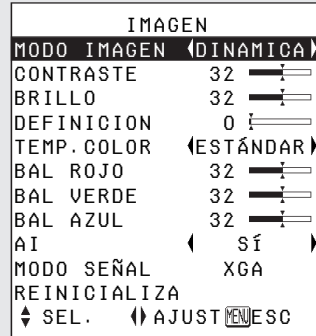 IMAGEN
MODO IMAGEN DINAMICA
CONTRASTE 32
BRILLO 32
DEFINICION 0
TEMP.COLOR ESTÁNDAR
BAL ROJO 32
BAL VERDE 32
BAL AZUL 32
AI SÍ
MODO SEÑAL XGA
REINICIALIZA
SEL. AJUST MENU ESC